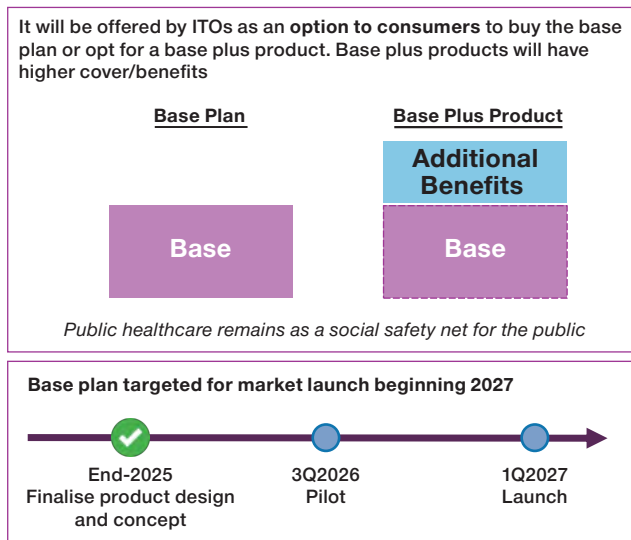 It will be offered by ITOs as an option to consumers to buy the base
plan or opt for a base plus product. Base plus products will have
higher cover/benefits
Base Plan
Base Plus Product
Additional
Benefits
Base
Base
Public healthcare remains as a social safety net for the public
Base plan targeted for market launch beginning 2027
End-2025
Finalise product design
and concept
3Q2026
Pilot
1Q2027
Launch